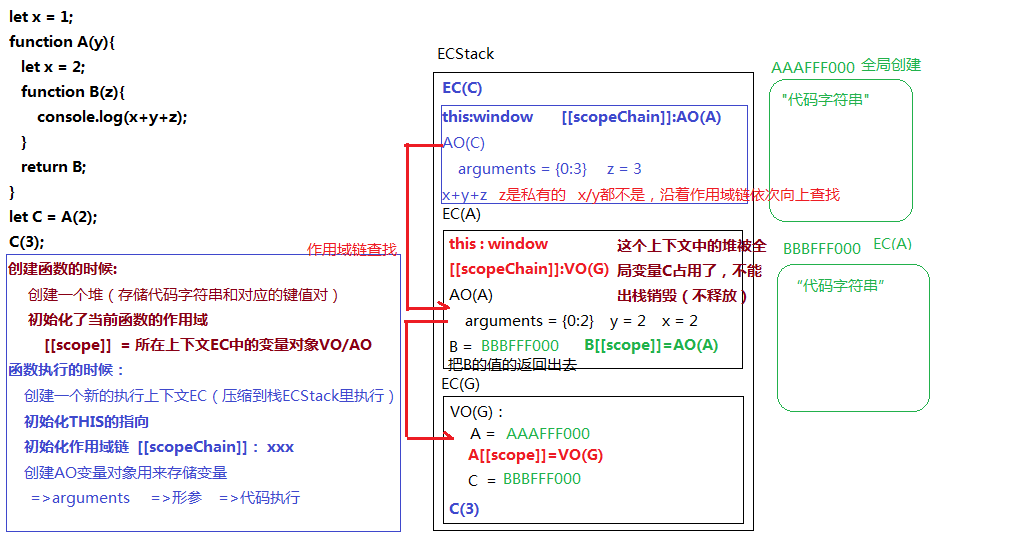 let x = 1;
function A(y){
let x = 2;
function B(z){
console.log(x+y+z);
}
return B;
}
let C = A(2);
C(3);
作用域链查找
创建函数的时候:
创建一个堆（存储代码字符串和对应的键值对）
初始化了当前函数的作用域
[[scope]] = 所在上下文EC中的变量对象VO/AO
函数执行的时候：
创建一个新的执行上下文EC（压缩到栈ECStack里执行）
初始化THIS的指向
初始化作用域链 [[scopeChain]]： xxx
创建AO变量对象用来存储变量
=>arguments =>形参 =>代码执行
ECStack
EC(C)
this:window [[scopeChain]]:AO(A)
AO(C)
arguments = {0:3} z = 3
x+y+z z是私有的 x/y都不是，沿着作用域链依次向上查找
EC(A)
this : window
[[scopeChain]]:VO(G)
这个上下文中的堆被全
局变量C占用了，不能
出栈销毁（不释放）
AO(A)
arguments = {0:2} y = 2 x = 2
B = BBBFFF000 B[[scope]]=AO(A)
把B的值的返回出去
EC(G)
VO(G)：
A = AAAFFF000
A[[scope]]=VO(G)
C = BBBFFF000
C(3)
AAAFFF000 全局创建
"代码字符串"
BBBFFF000 EC(A)
“代码字符串”